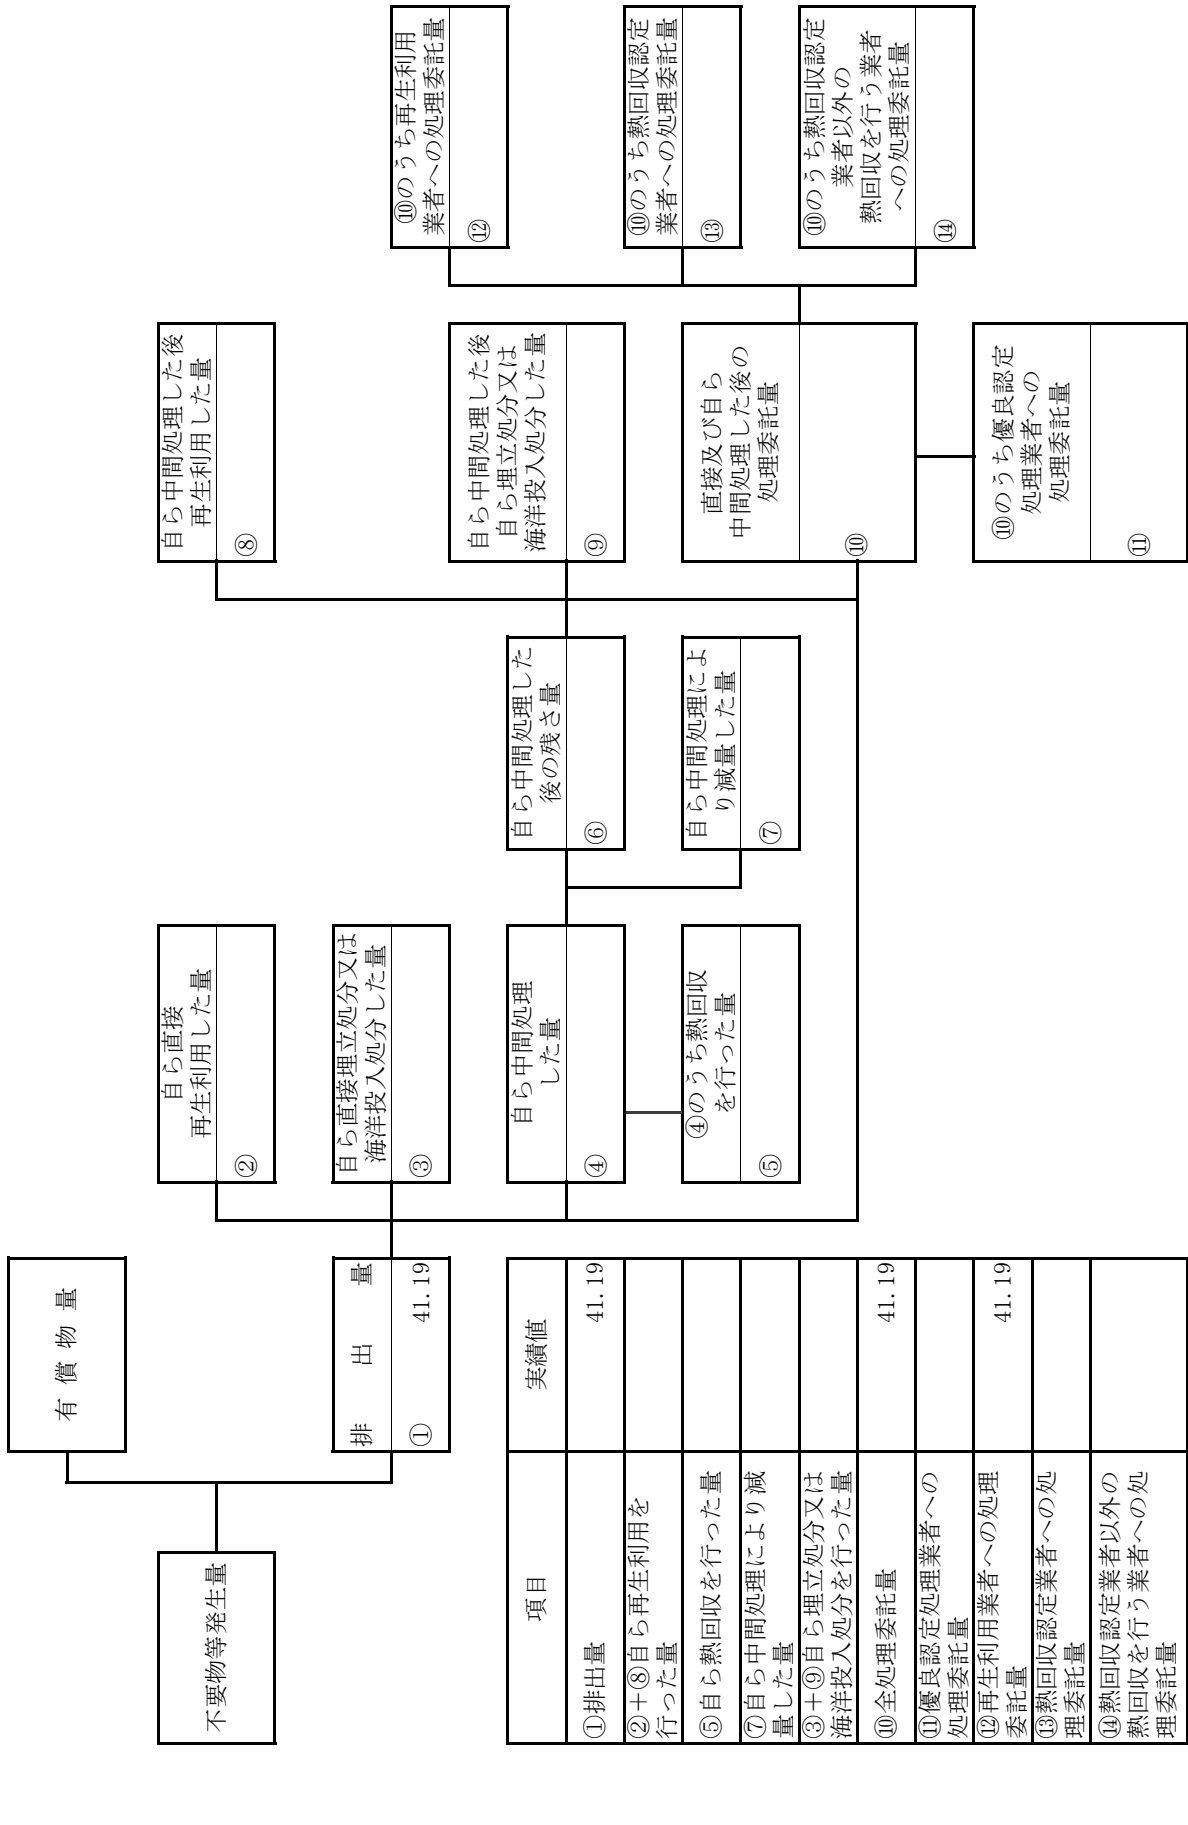 不要物等発生量
有償物量
排出量
① 41.19
自ら直接
再生利用した量
②
自ら直接埋立処分又は
海洋投入処分した量
③
自ら中間処理
した量
④
④のうち熱回収
を行った量
⑤
自ら中間処理した
後の残さ量
⑥
自ら中間処理によ
り減量した量
⑦
自ら中間処理した後
再生利用した量
⑧
自ら中間処理した後
自ら埋立処分又は
海洋投入処分した量
⑨
直接及び自ら
中間処理した後の
処理委託量
⑩
⑩のうち優良認定
処理業者への
処理委託量
⑪
⑩のうち再生利用
業者への処理委託量
⑫
⑩のうち熱回収認定
業者への処理委託量
⑬
⑩のうち熱回収認定
業者以外の
熱回収を行う業者
への処理委託量
⑭
項目 実績値
①排出量 41.19
②＋⑧自ら再生利用を
行った量
⑤自ら熱回収を行った量
⑦自ら中間処理により減
量した量
③＋⑨自ら埋立処分又は
海洋投入処分を行った量
⑩全処理委託量 41.19
⑪優良認定処理業者への
処理委託量
⑫再生利用業者への処理
委託量 41.19
⑬熱回収認定業者への処
理委託量
⑭熱回収認定業者以外の
熱回収を行う業者への処
理委託量